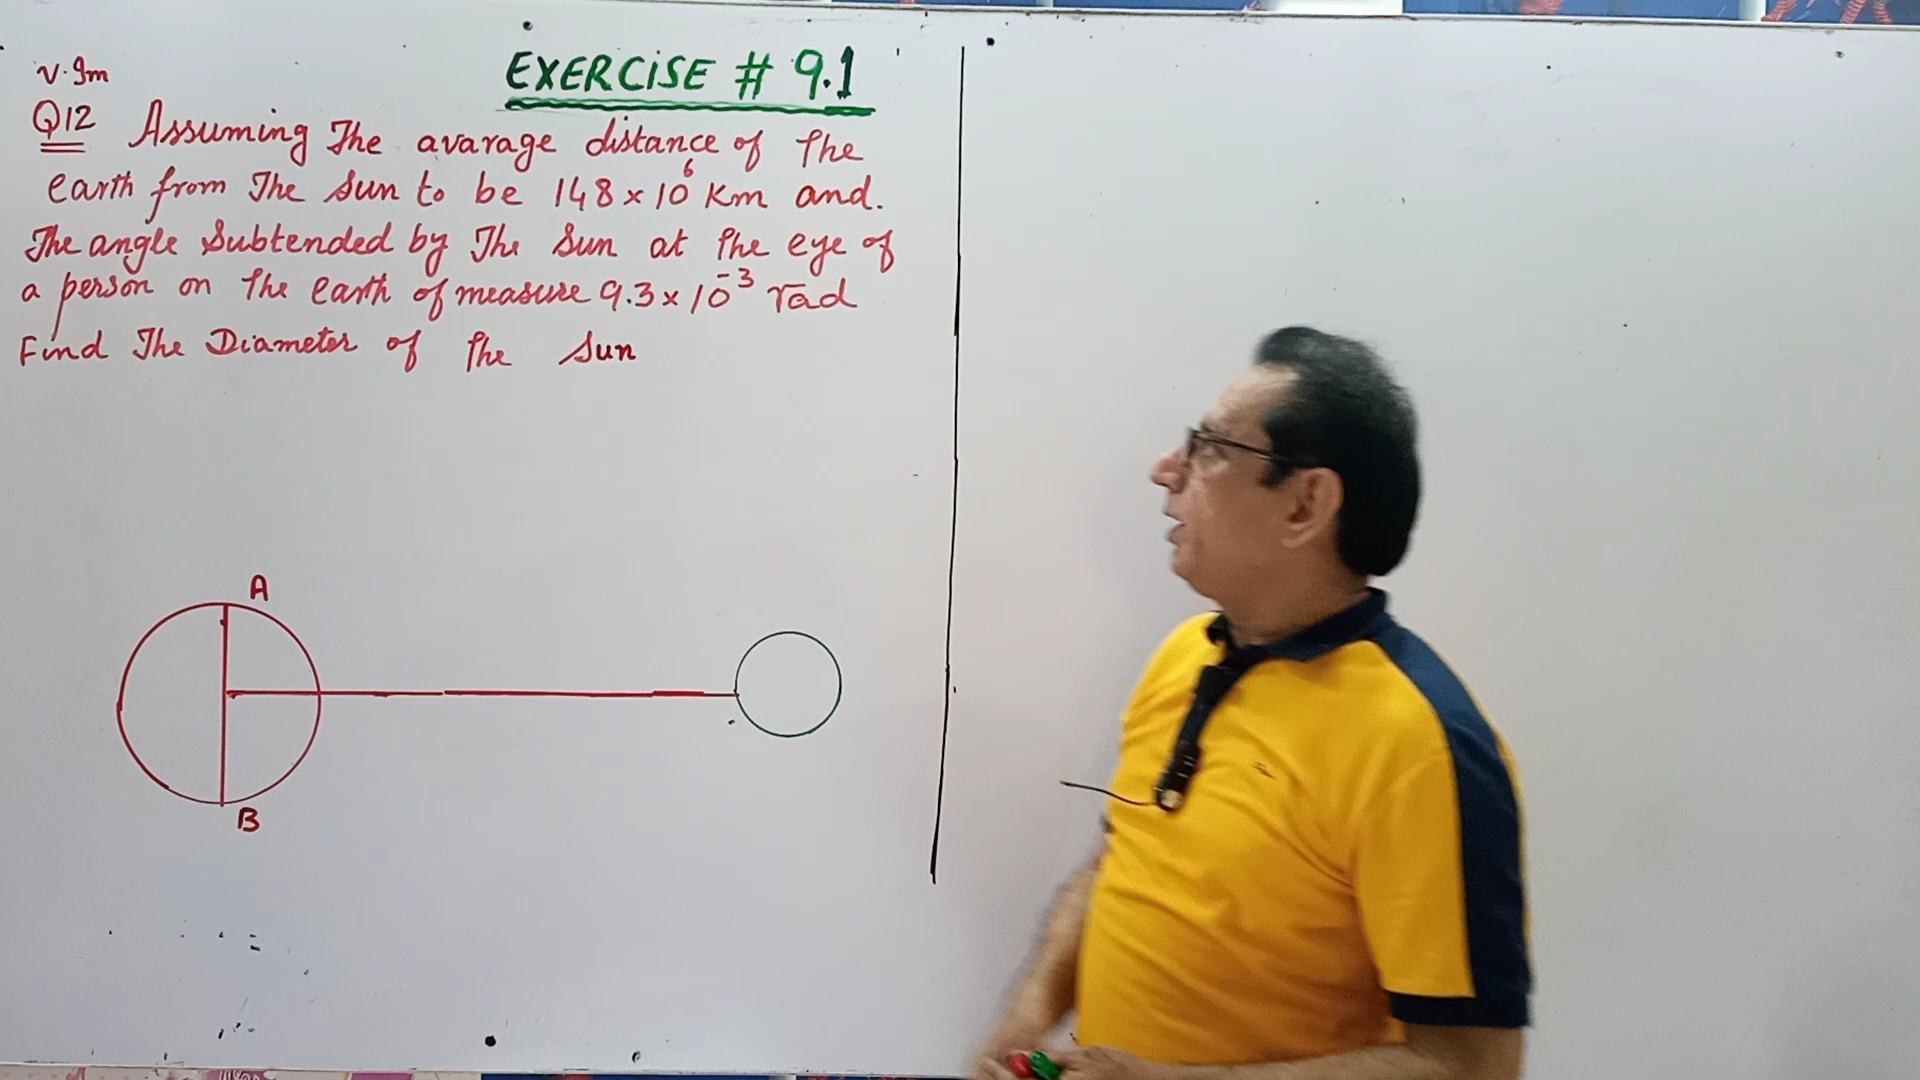 EXERCISE # 9.1
V.Im
Q12 Assuming The avarage distance of the
earth from The Sun to be 148 × 10⁶ Km and.
The angle Subtended by The Sun at the eye of
a person on the earth of measure 9.3 × 10⁻³ rad
Find The Diameter of the Sun
A
B